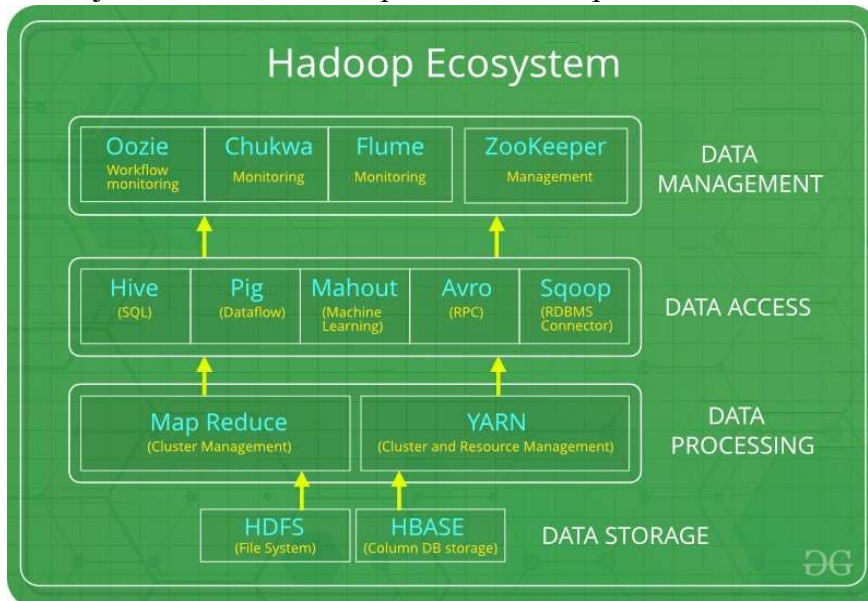 Hadoop Ecosystem
Oozie
Workflow
monitoring
Chukwa
Monitoring
Flume
Monitoring
ZooKeeper
Management
DATA
MANAGEMENT
Hive
(SQL)
Pig
(Dataflow)
Mahout
(Machine
Learning)
Avro
(RPC)
Sqoop
(RDBMS
Connector)
DATA ACCESS
Map Reduce
(Cluster Management)
YARN
(Cluster and Resource Management)
DATA
PROCESSING
HDFS
(File System)
HBASE
(Column DB storage)
DATA STORAGE